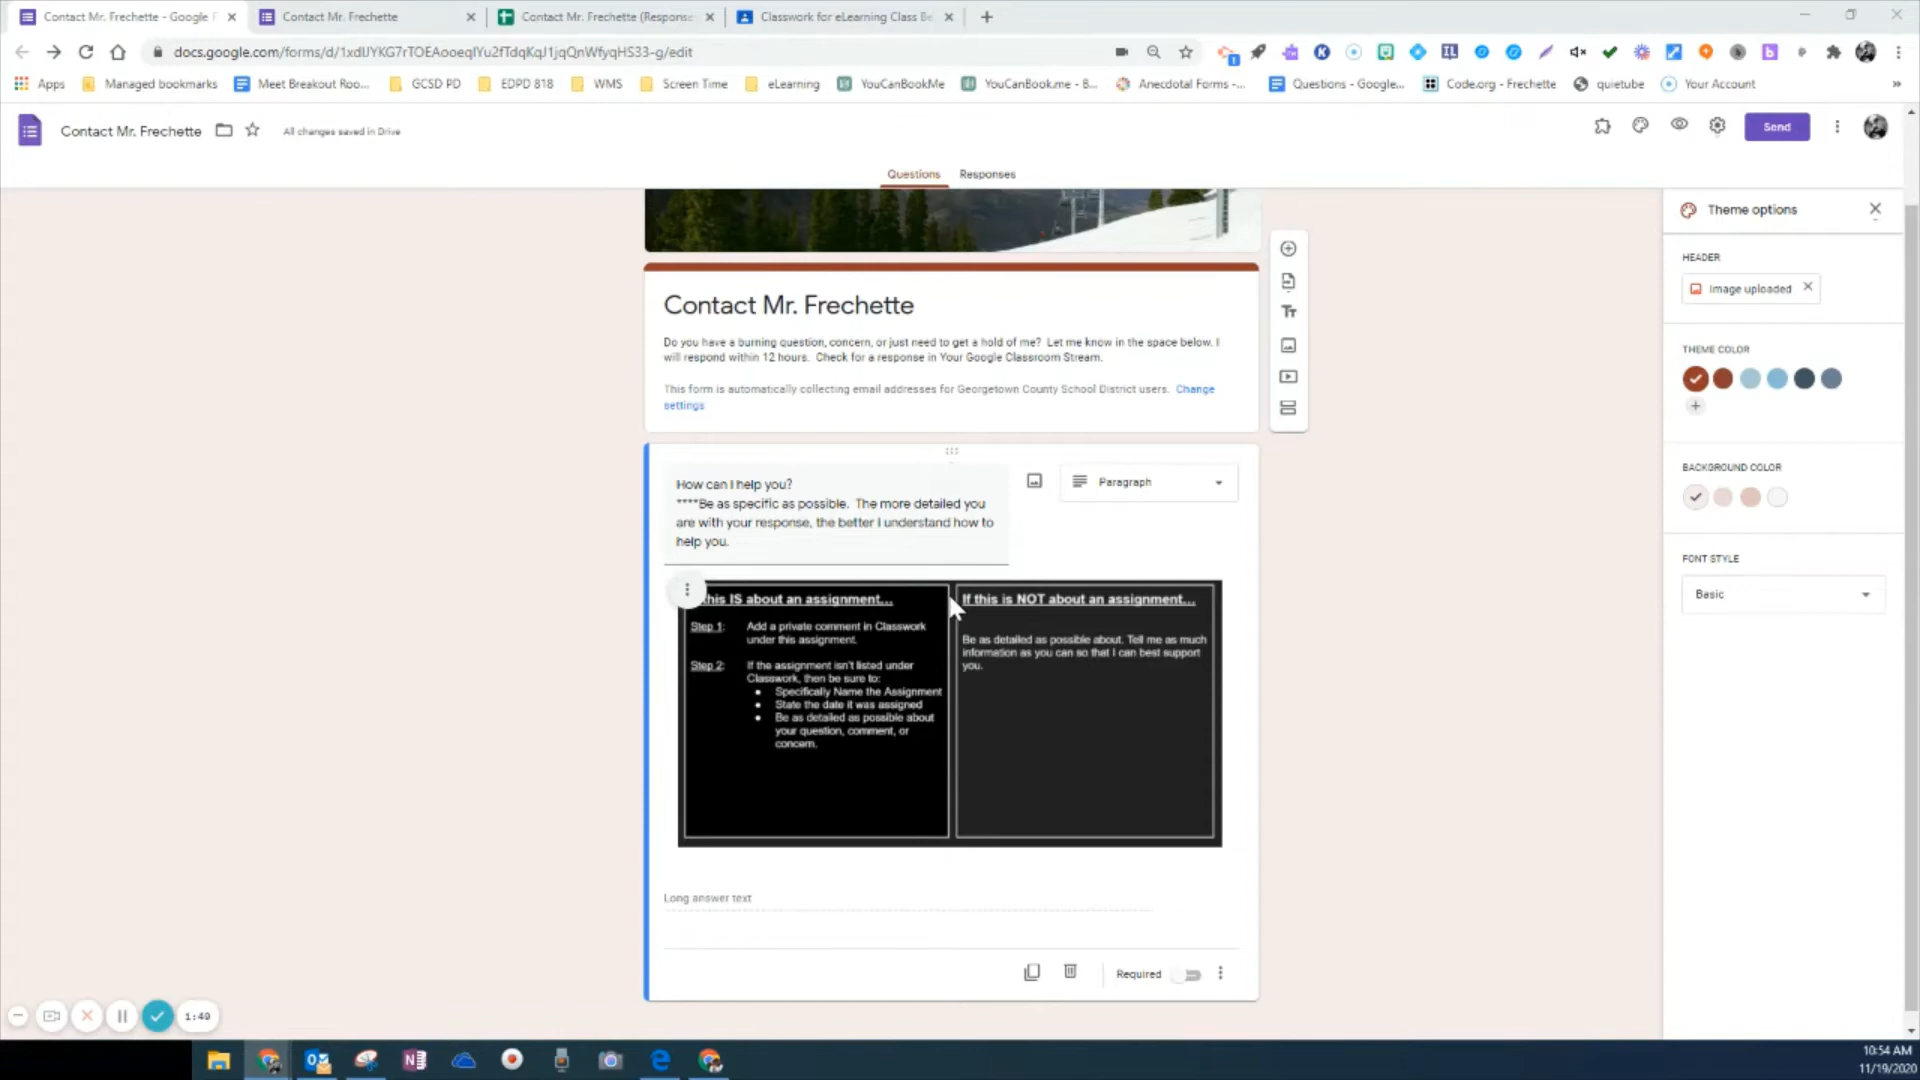 Contact Mr. Frechette - Google F
Contact Mr. Frechette
Contact Mr. Frechette (Response
Classwork for eLearning Class Be
docs.google.com/forms/d/1xdIJYKG7rTOEAooeqIYu2fTdqKqJ1jqQnWfyqHS33-g/edit
Apps
Managed bookmarks
Meet Breakout Roo...
GCSD PD
EDPD 818
WMS
Screen Time
eLearning
YouCanBookMe
YouCanBook.me - B...
Anecdotal Forms -...
Questions - Google...
Code.org - Frechette
quietube
Your Account
Contact Mr. Frechette
All changes saved in Drive
Send
Questions
Responses
Theme options
HEADER
Image uploaded
THEME COLOR
BACKGROUND COLOR
FONT STYLE
Basic
Contact Mr. Frechette
Do you have a burning question, concern, or just need to get a hold of me? Let me know in the space below. I
will respond within 12 hours. Check for a response in Your Google Classroom Stream.
This form is automatically collecting email addresses for Georgetown County School District users. Change
settings
How can I help you?
****Be as specific as possible. The more detailed you
are with your response, the better I understand how to
help you.
Paragraph
this IS about an assignment...
Step 1: Add a private comment in Classwork
under this assignment.
Step 2: If the assignment isn't listed under
Classwork, then be sure to:
• Specifically Name the Assignment
• State the date it was assigned
• Be as detailed as possible about
your question, comment, or
concern.
If this is NOT about an assignment...
Be as detailed as possible about. Tell me as much
information as you can so that I can best support
you.
Long answer text
Required
1:49
10:54 AM
11/19/2020